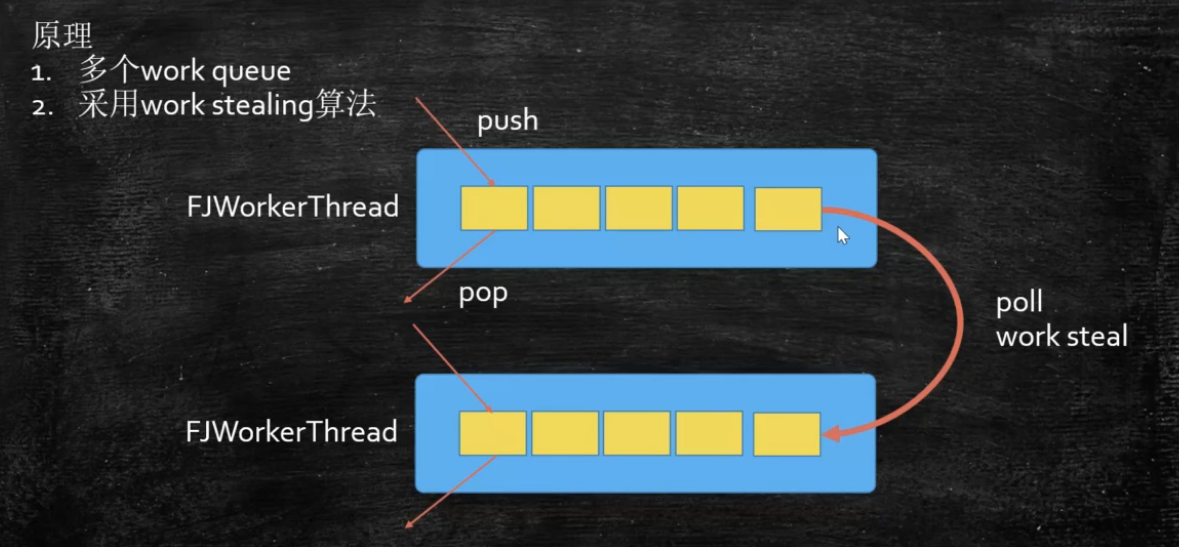 原理
1. 多个work queue
2. 采用work stealing算法
push
FJWorkerThread
pop
poll
work steal
FJWorkerThread